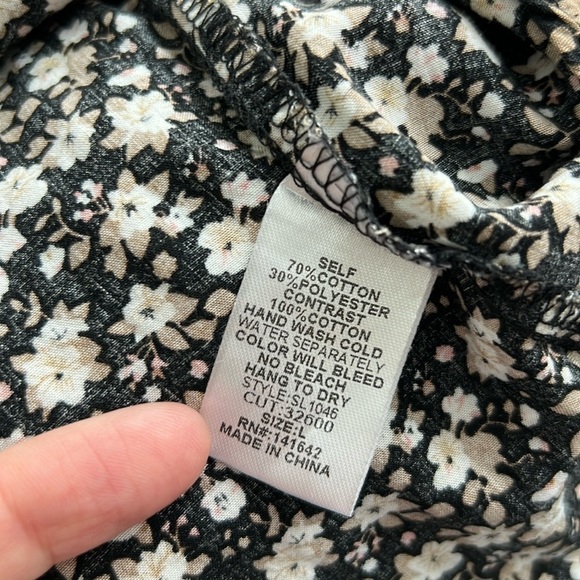 SELF
70%COTTON
30%POLYESTER
CONTRAST
100%COTTON
HAND WASH COLD
WATER SEPARATELY
COLOR WILL BLEED
NO BLEACH
HANG TO DRY
STYLE:SL1046
CUT:32600
SIZE:L
RN#:141642
MADE IN CHINA